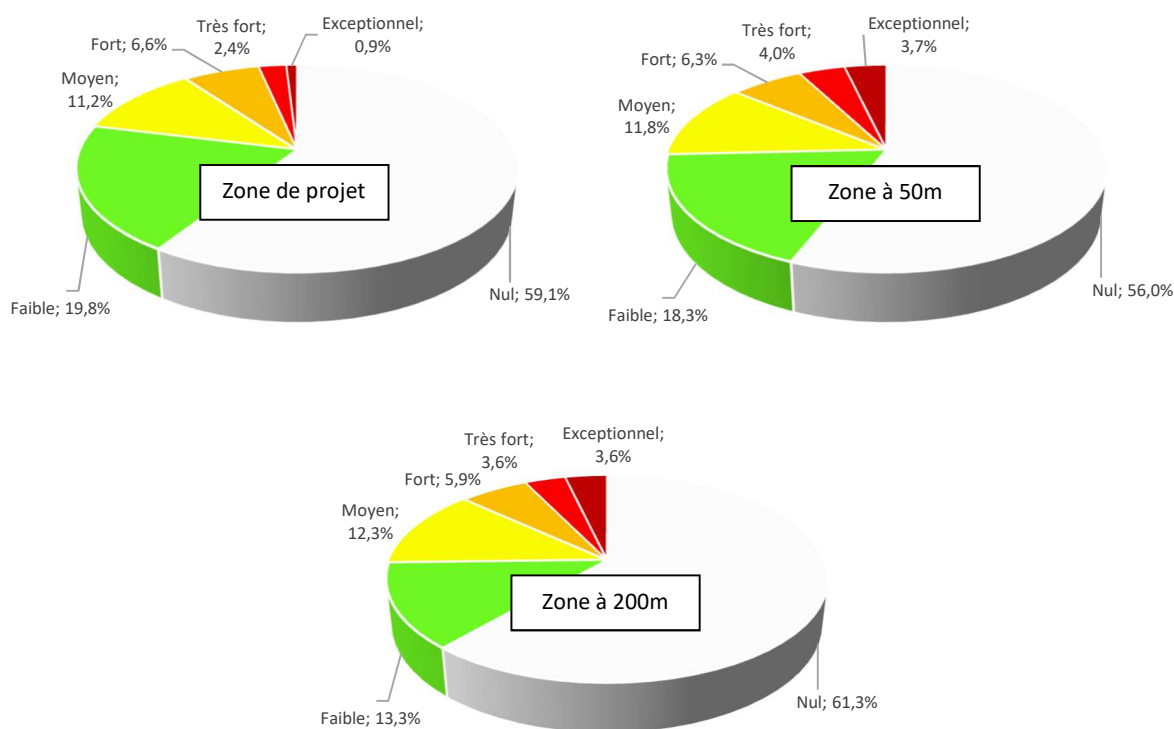 Exceptionnel;
0,9%
Très fort;
2,4%
Fort; 6,6%
Moyen;
11,2%
Zone de projet
Faible; 19,8%
Nul; 59,1%
Exceptionnel;
3,7%
Très fort;
4,0%
Fort; 6,3%
Moyen;
11,8%
Zone à 50m
Faible; 18,3%
Nul; 56,0%
Exceptionnel;
3,6%
Très fort;
3,6%
Fort; 5,9%
Moyen;
12,3%
Zone à 200m
Faible; 13,3%
Nul; 61,3%